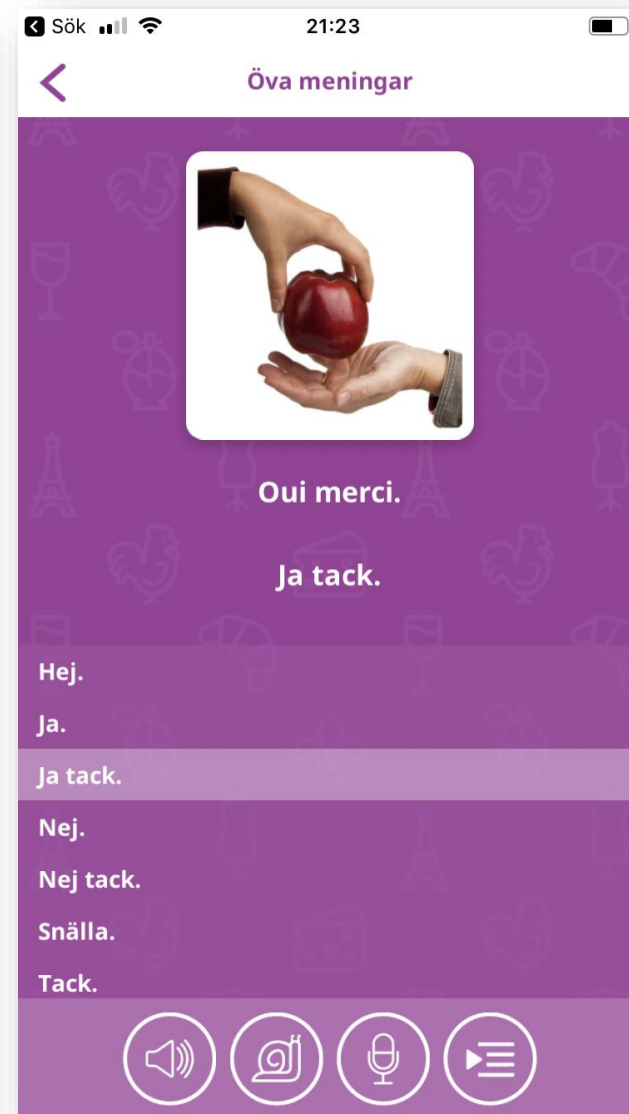 Sök 21:23
Öva meningar
Oui merci.
Ja tack.
Hej.
Ja.
Ja tack.
Nej.
Nej tack.
Snälla.
Tack.